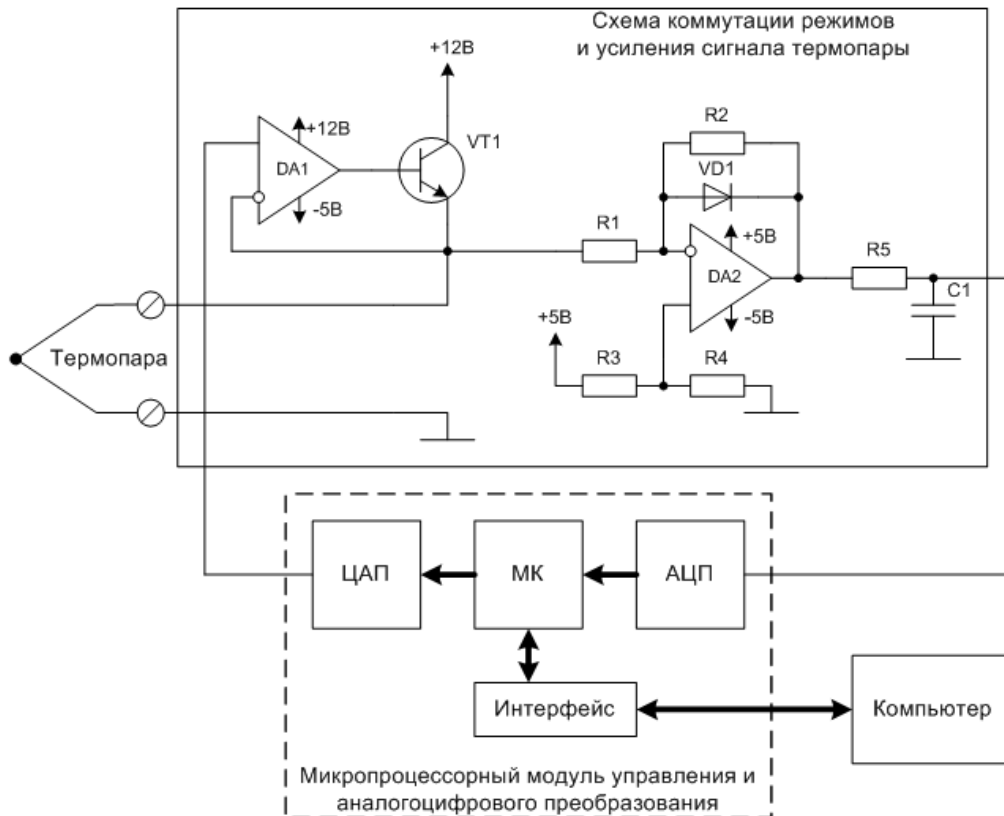 Схема коммутации режимов
и усиления сигнала термопары
+12В
R2
+12В
VT1
DA1
VD1
-5В
R1
+5В
R5
DA2
C1
+5В
-5В
Термопара
R3
R4
ЦАП
МК
АЦП
Интерфейс
Компьютер
Микропроцессорный модуль управления и
аналогоцифрового преобразования